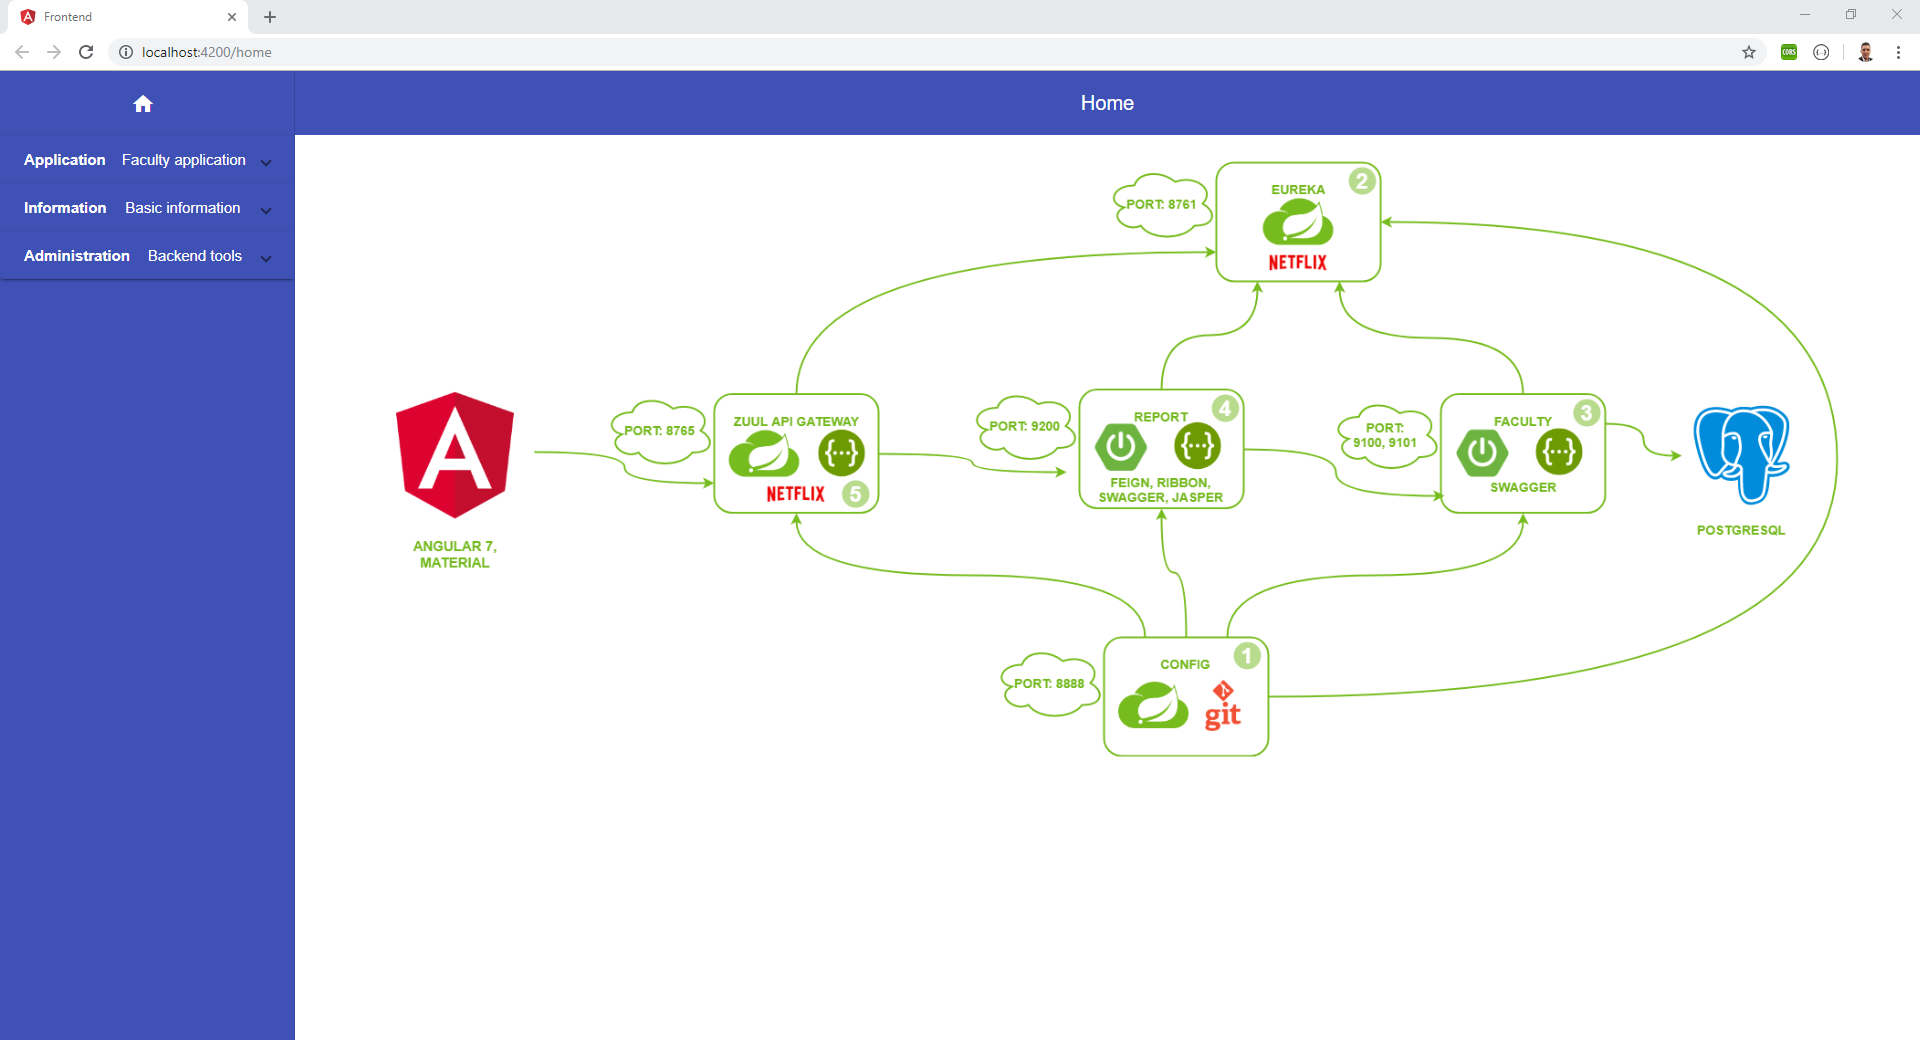 Frontend
localhost:4200/home
CORS
Home
Application Faculty application
Information Basic information
Administration Backend tools
PORT: 8761
EUREKA
2
NETFLIX
ANGULAR 7,
MATERIAL
PORT: 8765
ZUUL API GATEWAY
NETFLIX
5
PORT: 9200
REPORT
4
FEIGN, RIBBON,
SWAGGER, JASPER
PORT:
9100, 9101
FACULTY
3
SWAGGER
POSTGRESQL
PORT: 8888
CONFIG
1
git